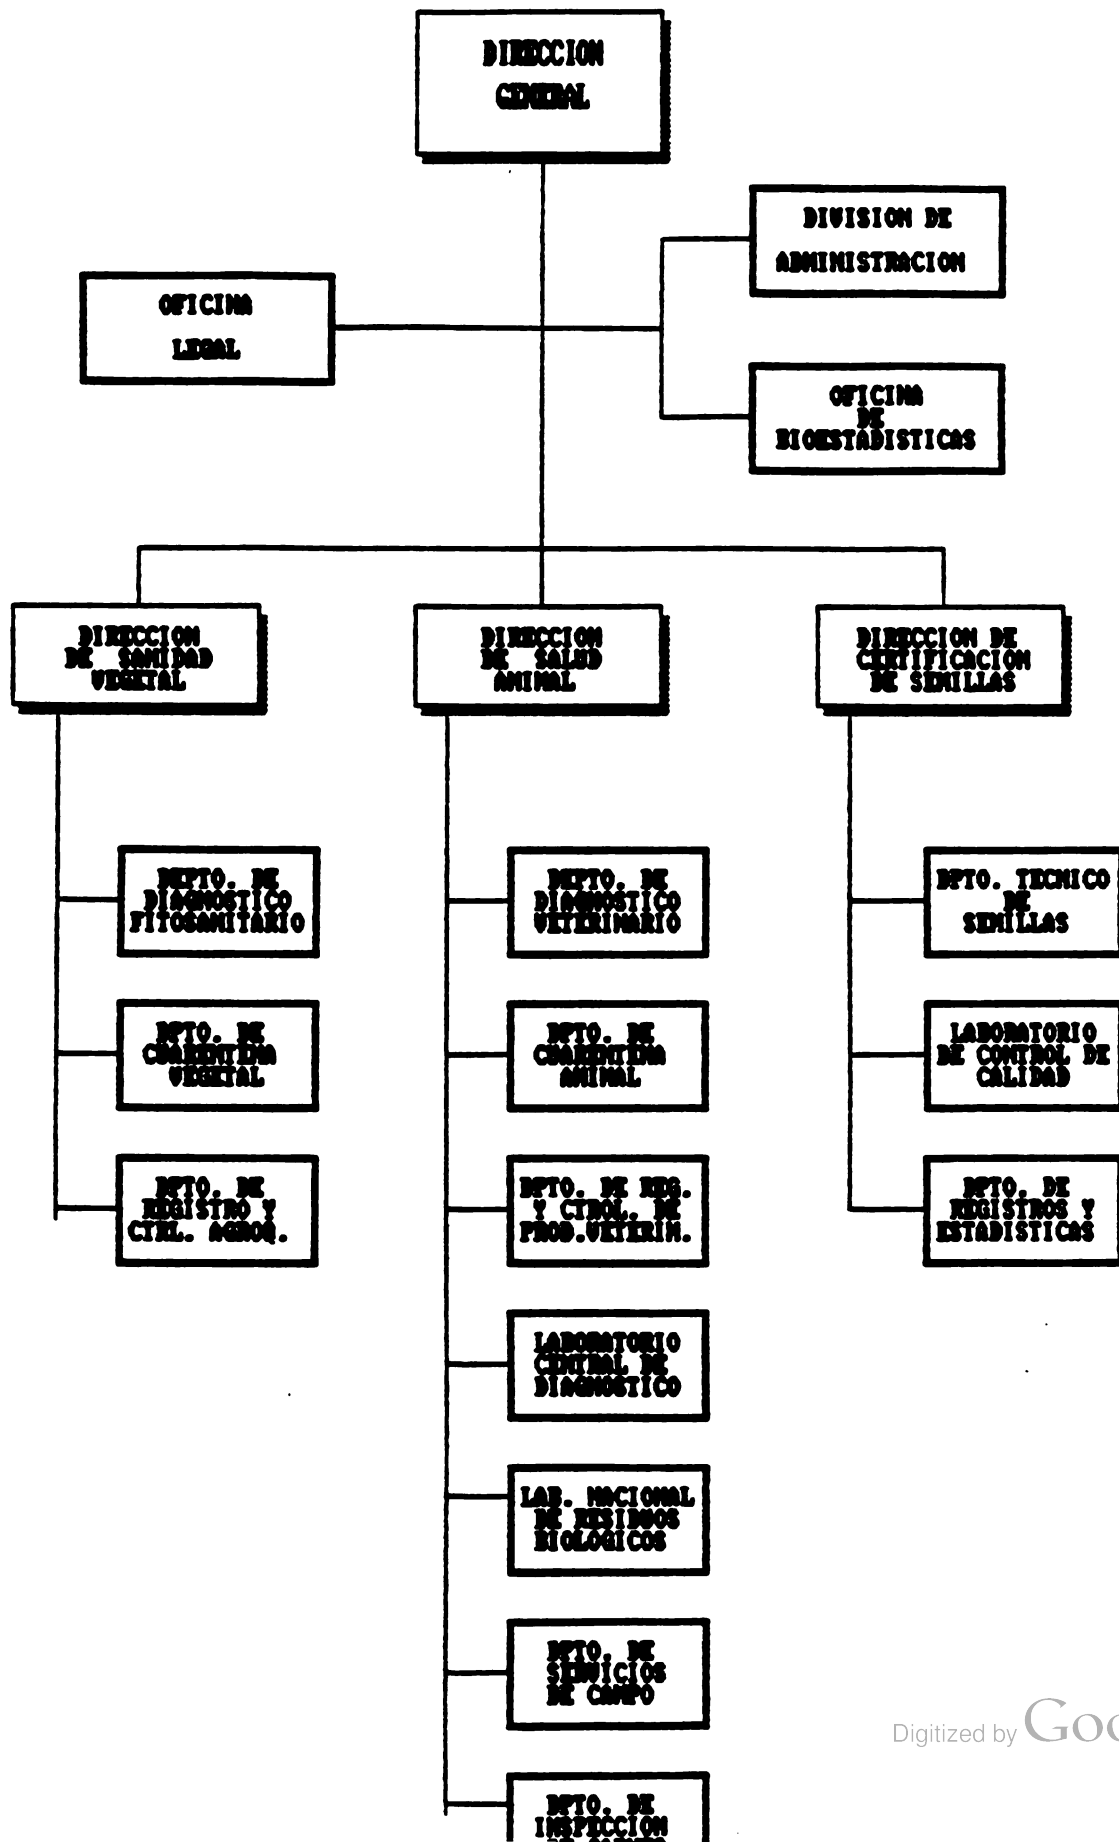 DIRECCION
GENERAL
DIVISION DE
ADMINISTRACION
OFICINA
LEGAL
OFICINA
DE
BIOESTADISTICAS
DIRECCION
DE SANIDAD
VEGETAL
DIRECCION
DE SALUD
ANIMAL
DIRECCION DE
CERTIFICACION
DE SEMILLAS
DEPTO. DE
DIAGNOSTICO
FITOSANITARIO
DPTO. DE
CUARENTENA
VEGETAL
DPTO. DE
REGISTRO Y
CTRL. AGROQ.
DEPTO. DE
DIAGNOSTICO
VETERINARIO
DPTO. DE
CUARENTENA
ANIMAL
DPTO. DE REG.
Y CTROL. DE
PROD.VETERIN.
LABORATORIO
CENTRAL DE
DIAGNOSTICO
LAB. NACIONAL
DE RESIDUOS
BIOLOGICOS
DPTO. DE
SERVICIOS
DE CAMPO
DPTO. DE
INSPECCION
DPTO. TECNICO
DE
SEMILLAS
LABORATORIO
DE CONTROL DE
CALIDAD
DPTO. DE
REGISTROS Y
ESTADISTICAS
Digitized by Goo